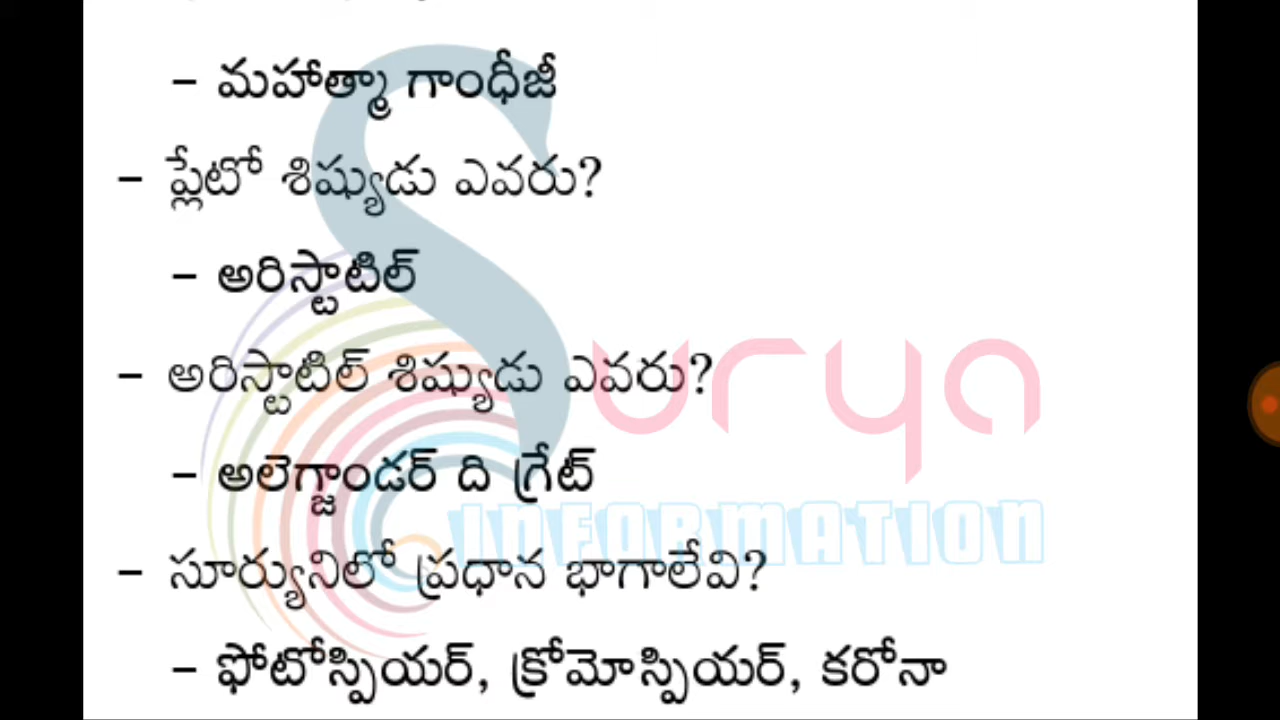 - మహాత్మా గాంధీజీ
- ప్లేటో శిష్యుడు ఎవరు?
- అరిస్టాటిల్
- అరిస్టాటిల్ శిష్యుడు ఎవరు?
- అలెగ్జాండర్ ది గ్రేట్
- సూర్యునిలో ప్రధాన భాగాలేవి?
- ఫోటోస్పియర్, క్రోమోస్పియర్, కరోనా
Surya
INFORMATION